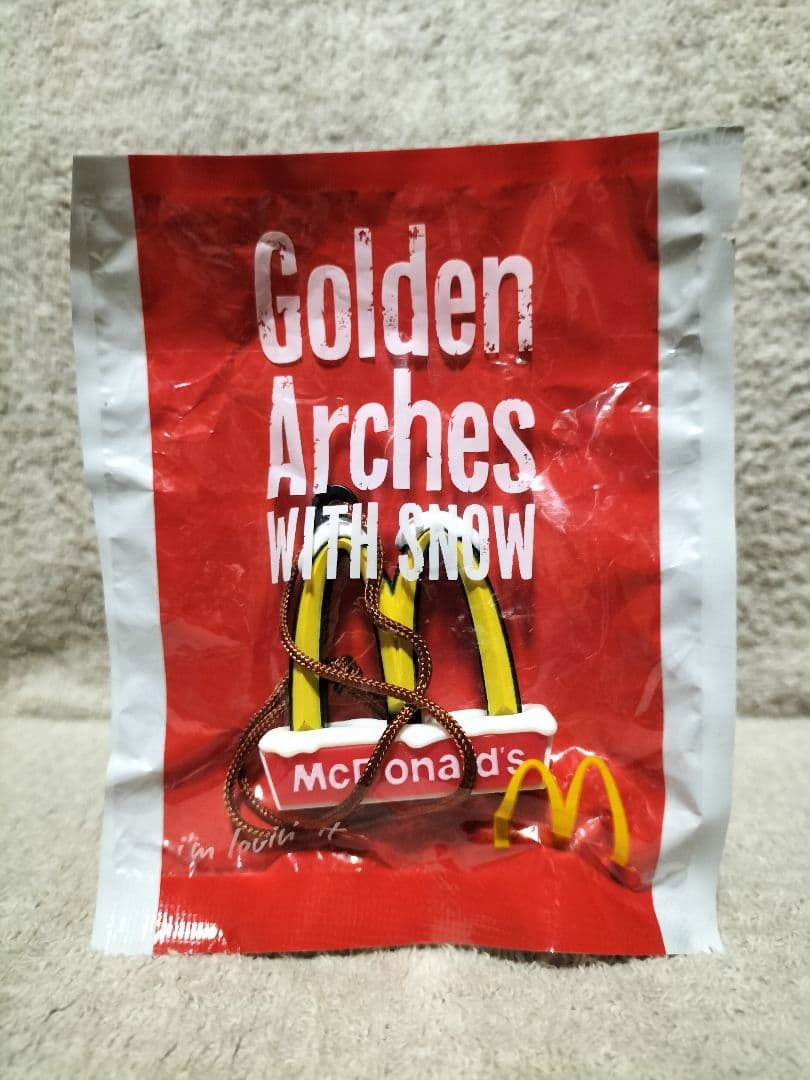 Golden
Arches
WITH SNOW
McDonald's
i'm lovin' it